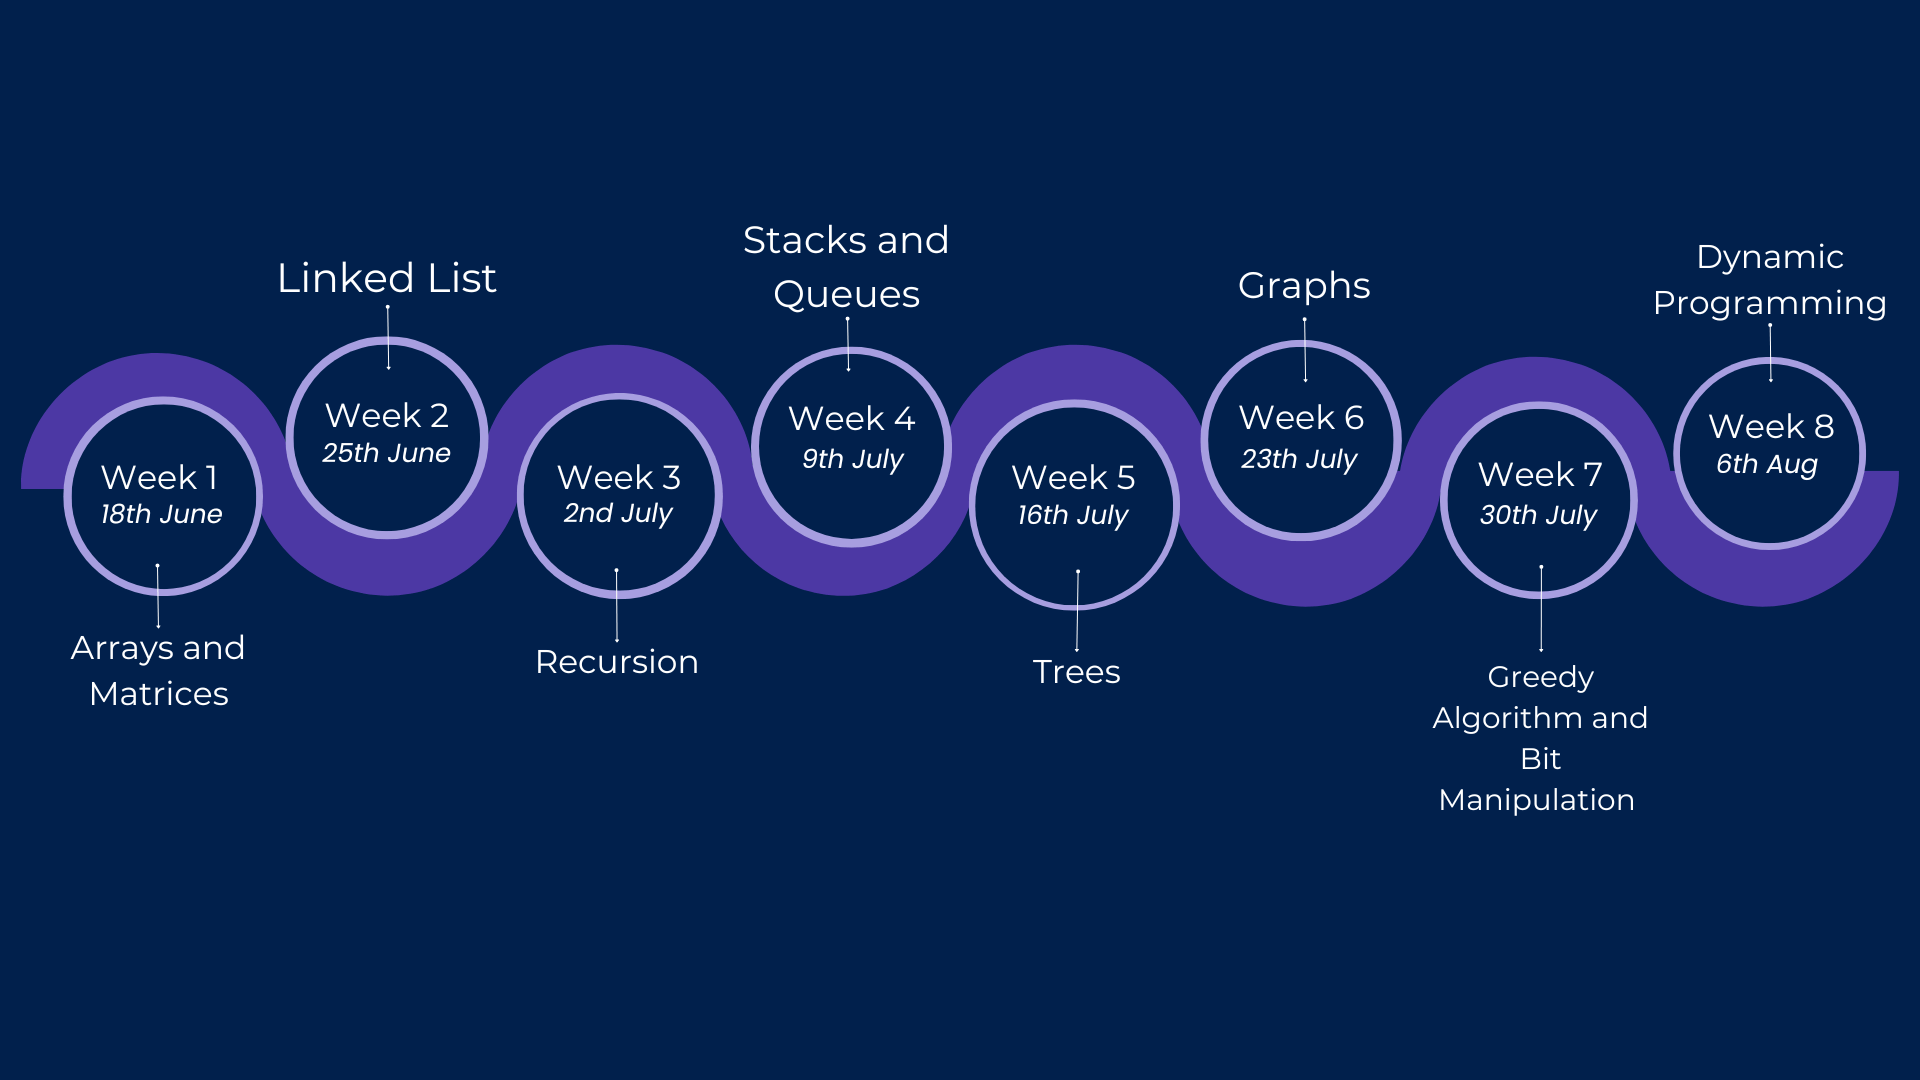 Week 1
18th June
Arrays and
Matrices
Linked List
Week 2
25th June
Week 3
2nd July
Recursion
Stacks and
Queues
Week 4
9th July
Week 5
16th July
Trees
Graphs
Week 6
23th July
Week 7
30th July
Greedy
Algorithm and
Bit
Manipulation
Dynamic
Programming
Week 8
6th Aug